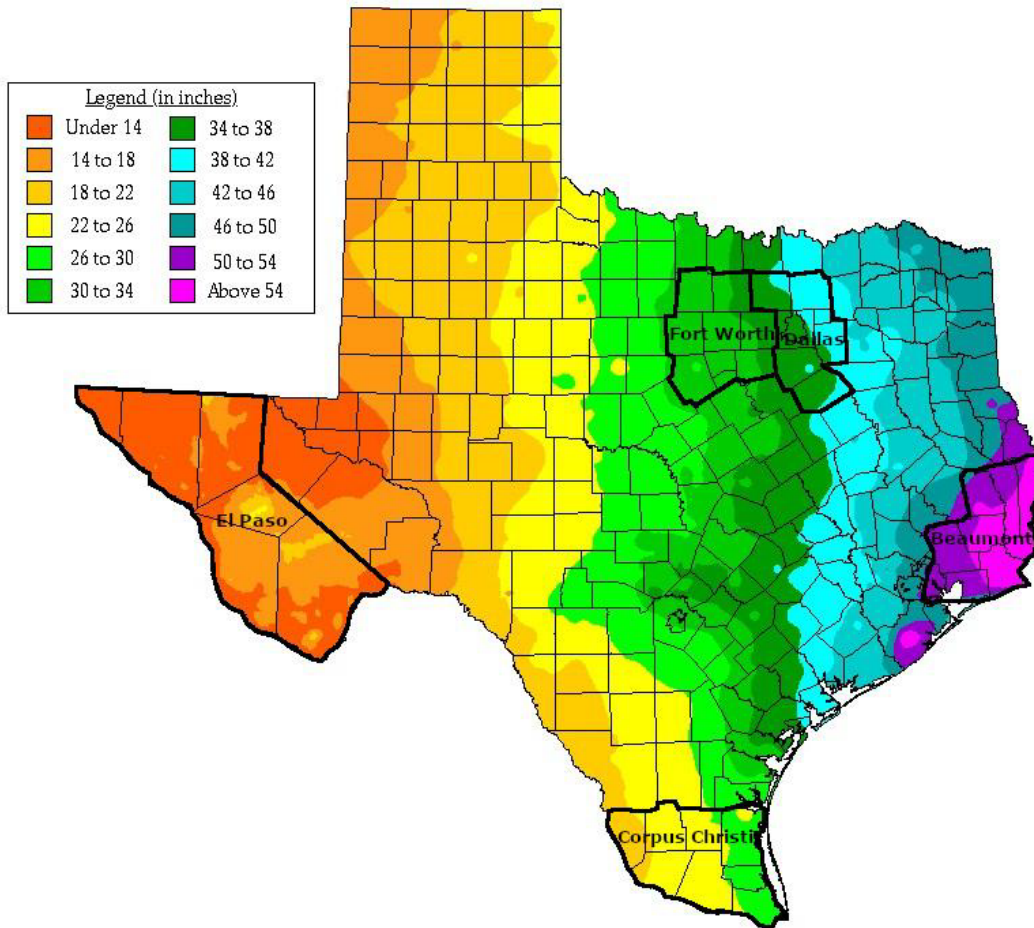 Legend (in inches)
Under 14
14 to 18
18 to 22
22 to 26
26 to 30
30 to 34
34 to 38
38 to 42
42 to 46
46 to 50
50 to 54
Above 54
Fort Worth
Dallas
El Paso
Beaumont
Corpus Christi